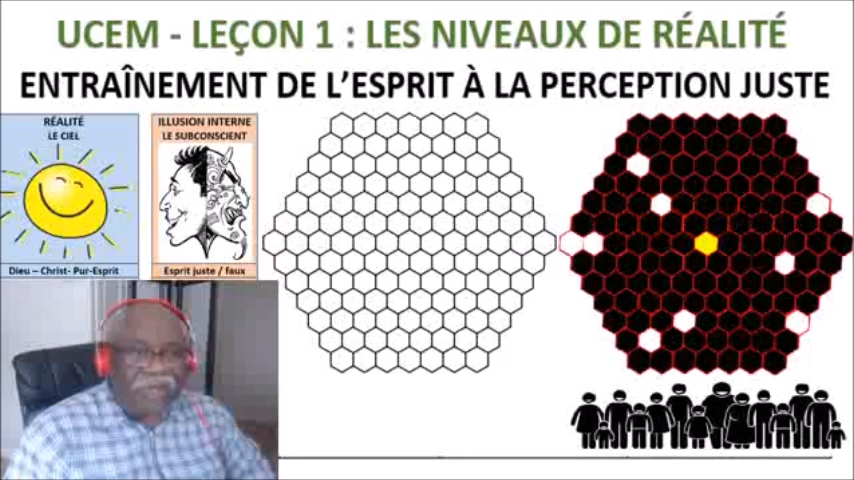 UCEM - LEÇON 1 : LES NIVEAUX DE RÉALITÉ
ENTRAÎNEMENT DE L’ESPRIT À LA PERCEPTION JUSTE
RÉALITÉ
LE CIEL
Dieu – Christ- Pur-Esprit
ILLUSION INTERNE
LE SUBCONSCIENT
Esprit juste / faux